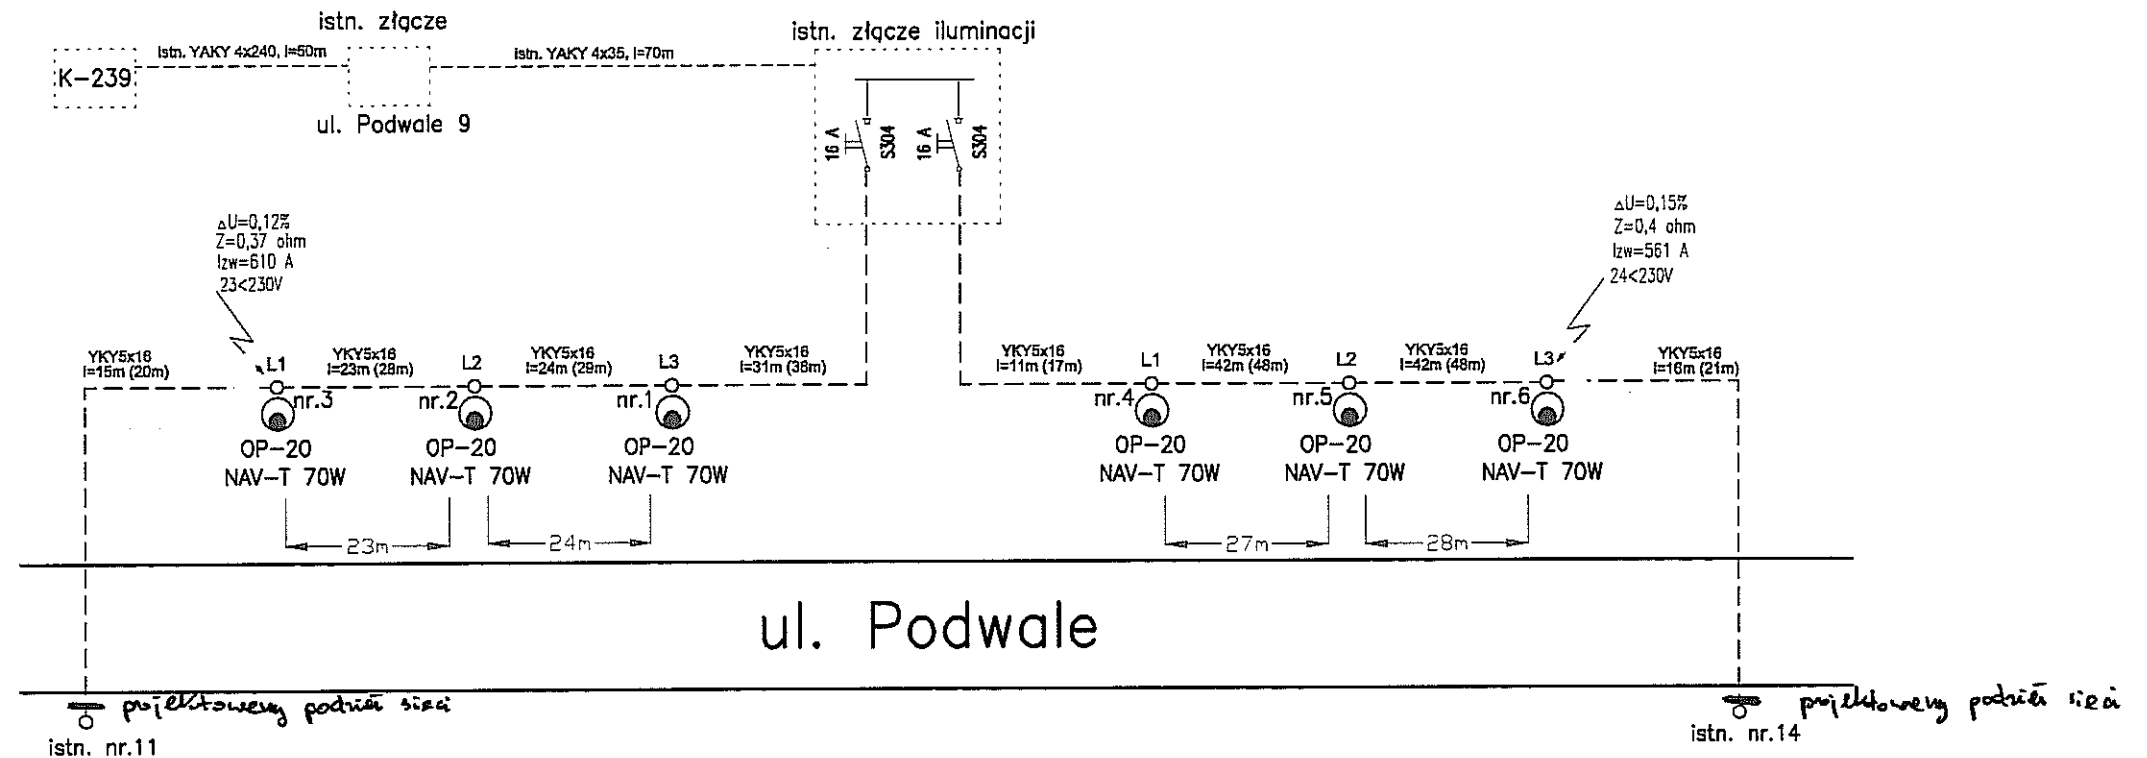 istn. złącze
istn. złącze iluminacji
istn. YAKY 4x240, l=50m
istn. YAKY 4x35, l=70m
K-239
ul. Podwale 9
16 A
S304
16 A
S304
ΔU=0,12%
Z=0,37 ohm
Izw=610 A
23<230V
ΔU=0,15%
Z=0,4 ohm
Izw=561 A
24<230V
YKY5x16
l=15m (20m)
L1
YKY5x16
l=23m (28m)
L2
YKY5x16
l=24m (29m)
L3
YKY5x16
l=31m (38m)
YKY5x16
l=11m (17m)
L1
YKY5x16
l=42m (48m)
L2
YKY5x16
l=42m (48m)
L3
YKY5x16
l=16m (21m)
nr.3
nr.2
nr.1
nr.4
nr.5
nr.6
OP-20
NAV-T 70W
OP-20
NAV-T 70W
OP-20
NAV-T 70W
OP-20
NAV-T 70W
OP-20
NAV-T 70W
OP-20
NAV-T 70W
23m
24m
27m
28m
ul. Podwale
projektowany podział sieci
projektowany podział sieci
istn. nr.11
istn. nr.14